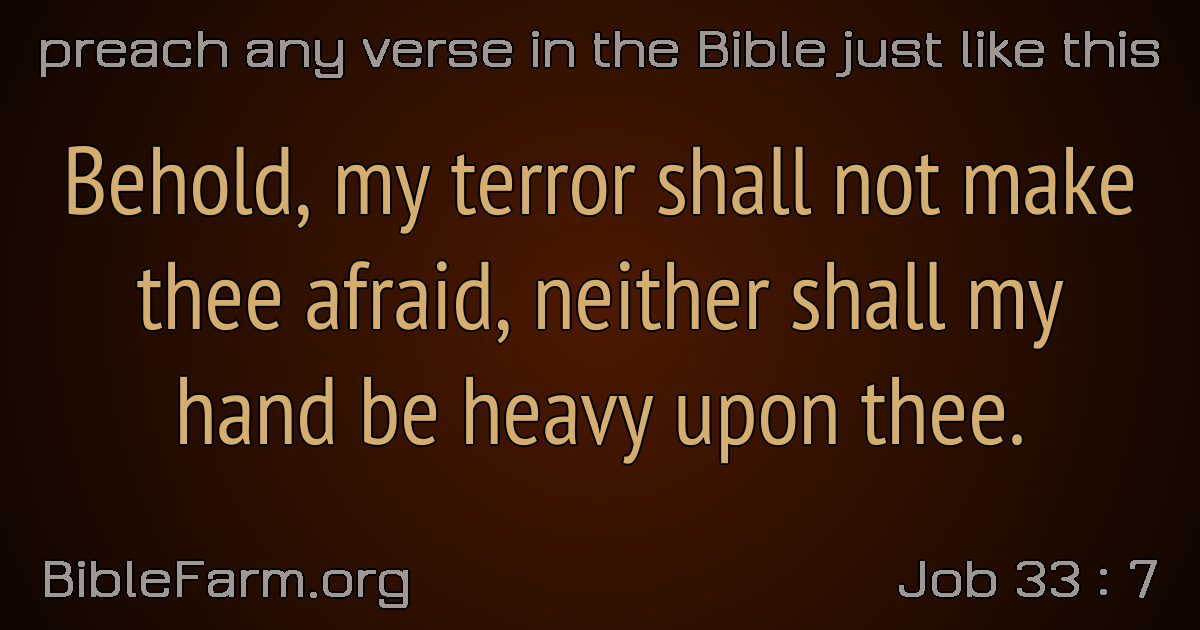 preach any verse in the Bible just like this
Behold, my terror shall not make
thee afraid, neither shall my
hand be heavy upon thee.
BibleFarm.org
Job 33 : 7